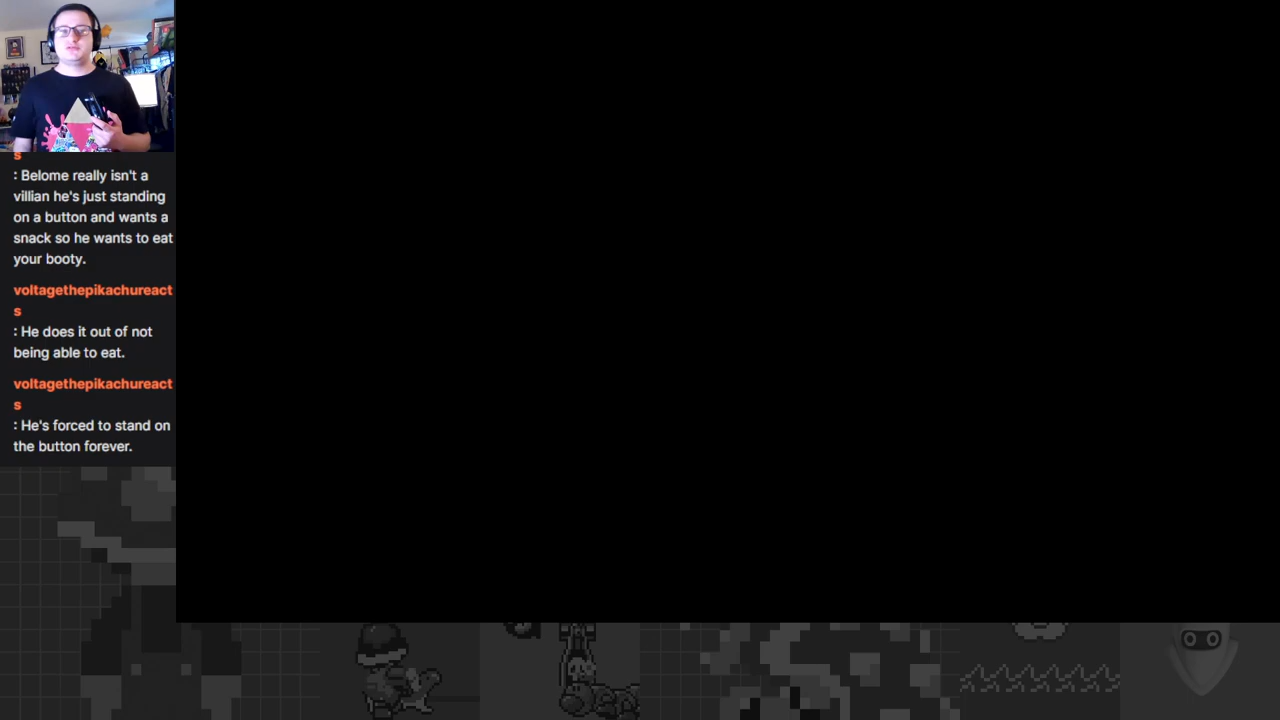 s
: Belome really isn't a
villian he's just standing
on a button and wants a
snack so he wants to eat
your booty.
voltagethepikachureact
s
: He does it out of not
being able to eat.
voltagethepikachureact
s
: He's forced to stand on
the button forever.